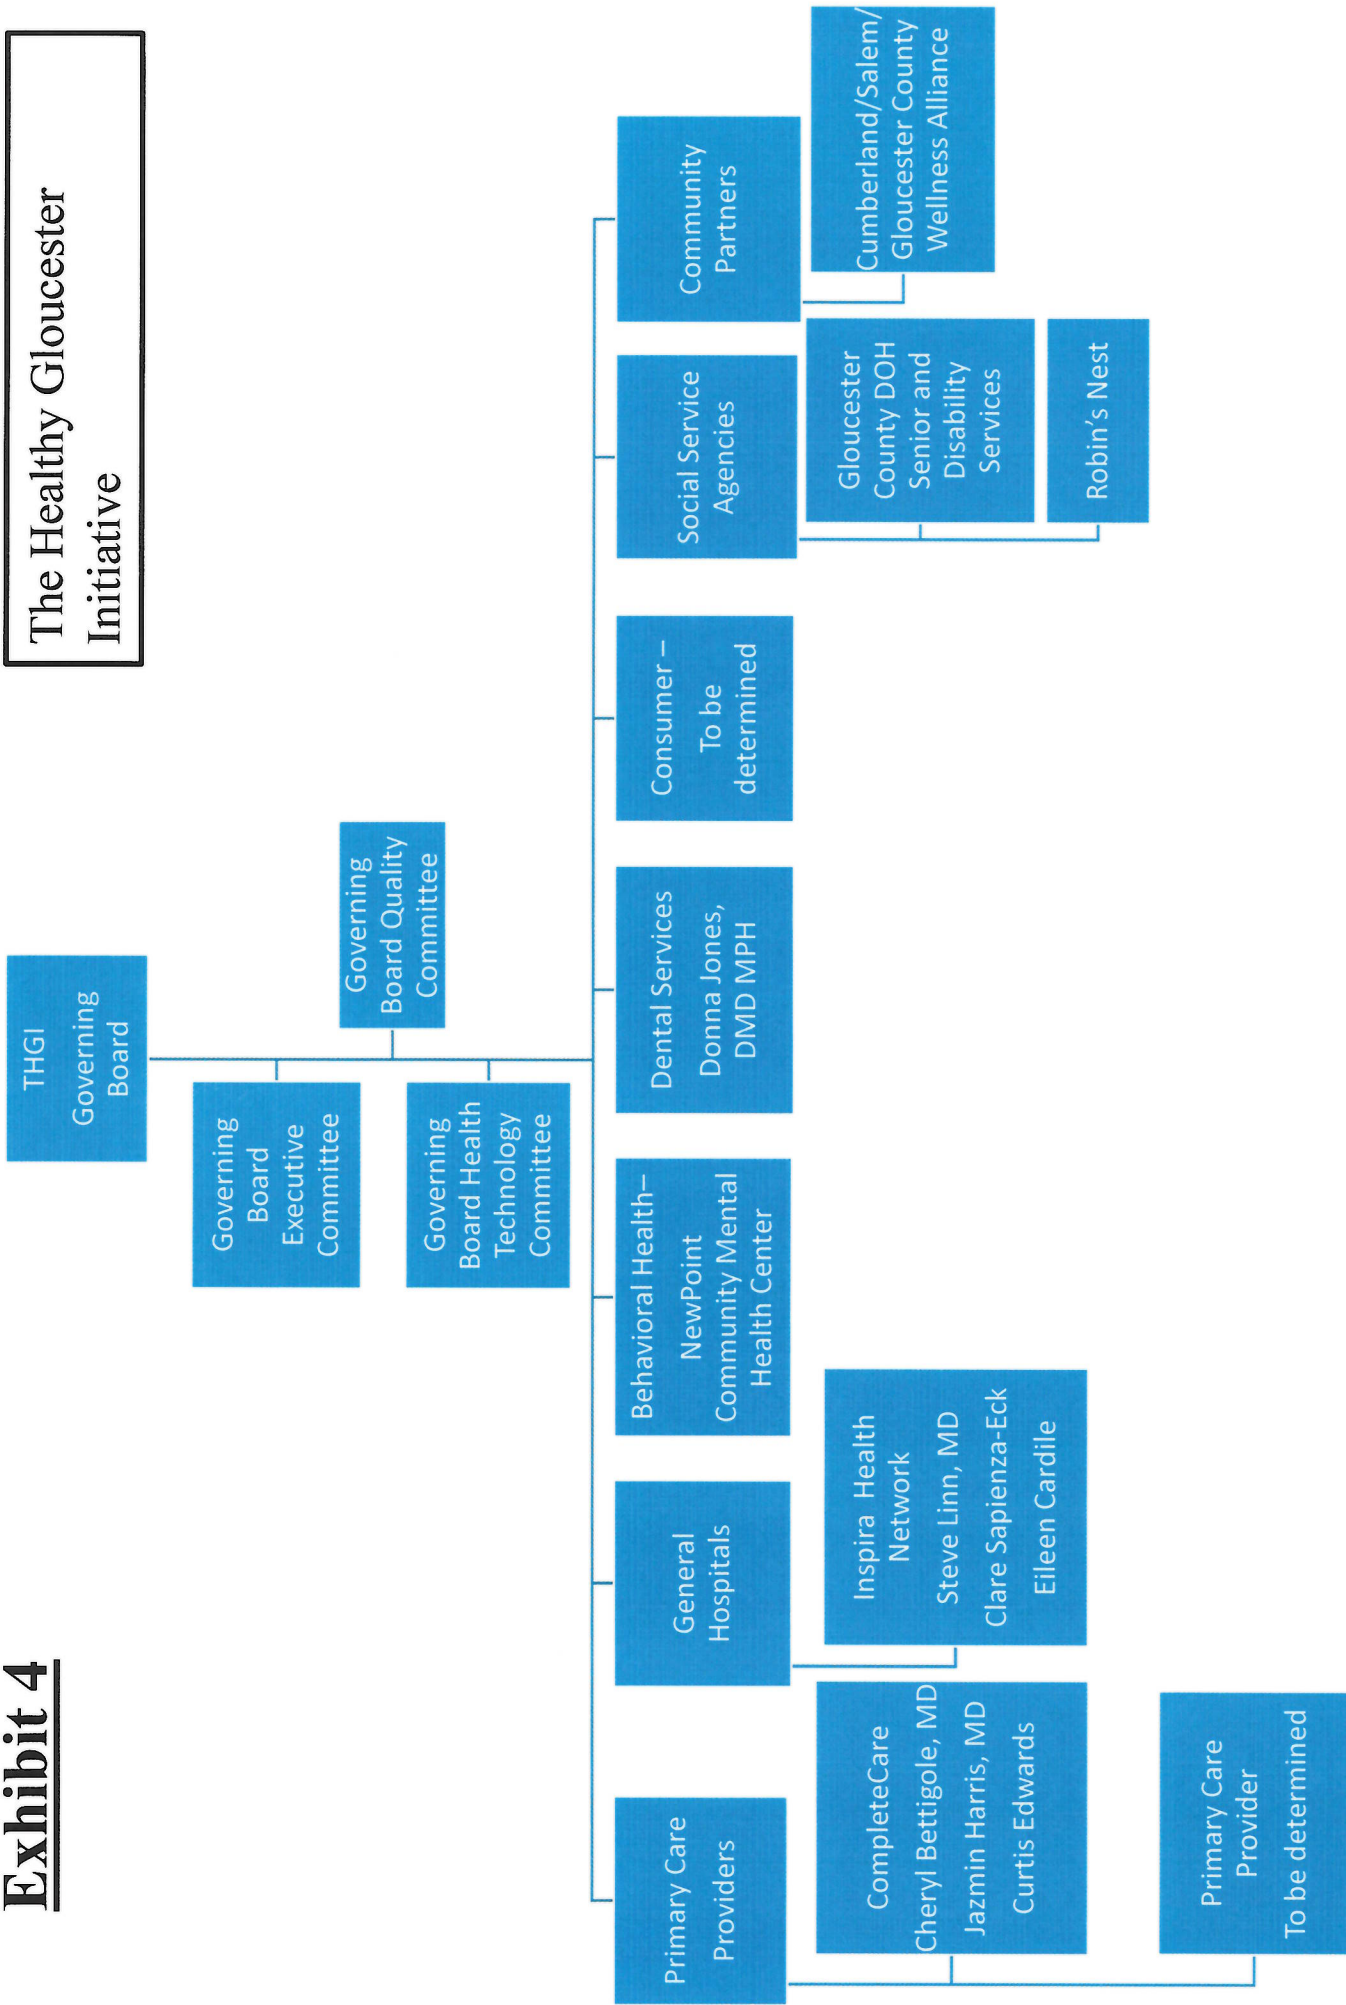 Exhibit 4
The Healthy Gloucester
Initiative
THGI
Governing
Board
Governing
Board
Executive
Committee
Governing
Board Quality
Committee
Governing
Board Health
Technology
Committee
Primary Care
Providers
CompleteCare
Cheryl Bettigole, MD
Jazmin Harris, MD
Curtis Edwards
Primary Care
Provider
To be determined
General
Hospitals
Inspira Health
Network
Steve Linn, MD
Clare Sapienza-Eck
Eileen Cardile
Behavioral Health–
NewPoint
Community Mental
Health Center
Dental Services
Donna Jones,
DMD MPH
Consumer –
To be
determined
Social Service
Agencies
Gloucester
County DOH
Senior and
Disability
Services
Robin’s Nest
Community
Partners
Cumberland/Salem/
Gloucester County
Wellness Alliance